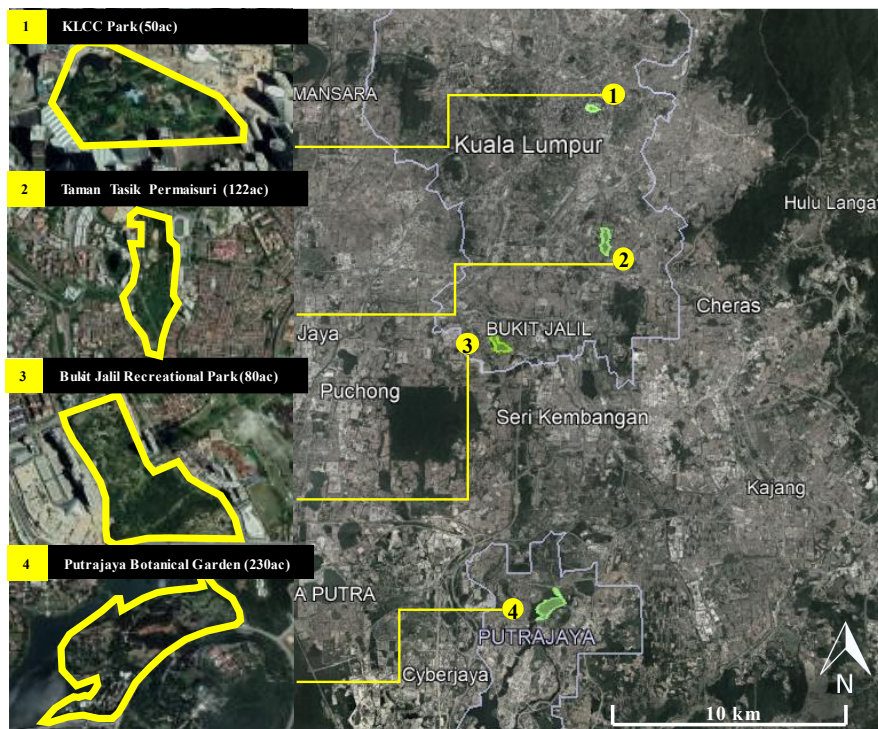 1 KLCC Park (50ac)
2 Taman Tasik Permaisuri (122ac)
3 Bukit Jalil Recreational Park (80ac)
4 Putrajaya Botanical Garden (230ac)
MANSARA
1
Kuala Lumpur
Hulu Langa
2
Cheras
Jaya
3
BUKIT JALIL
Puchong
Seri Kembangan
Kajang
A PUTRA
4
PUTRAJAYA
Cyberjaya
N
10 km